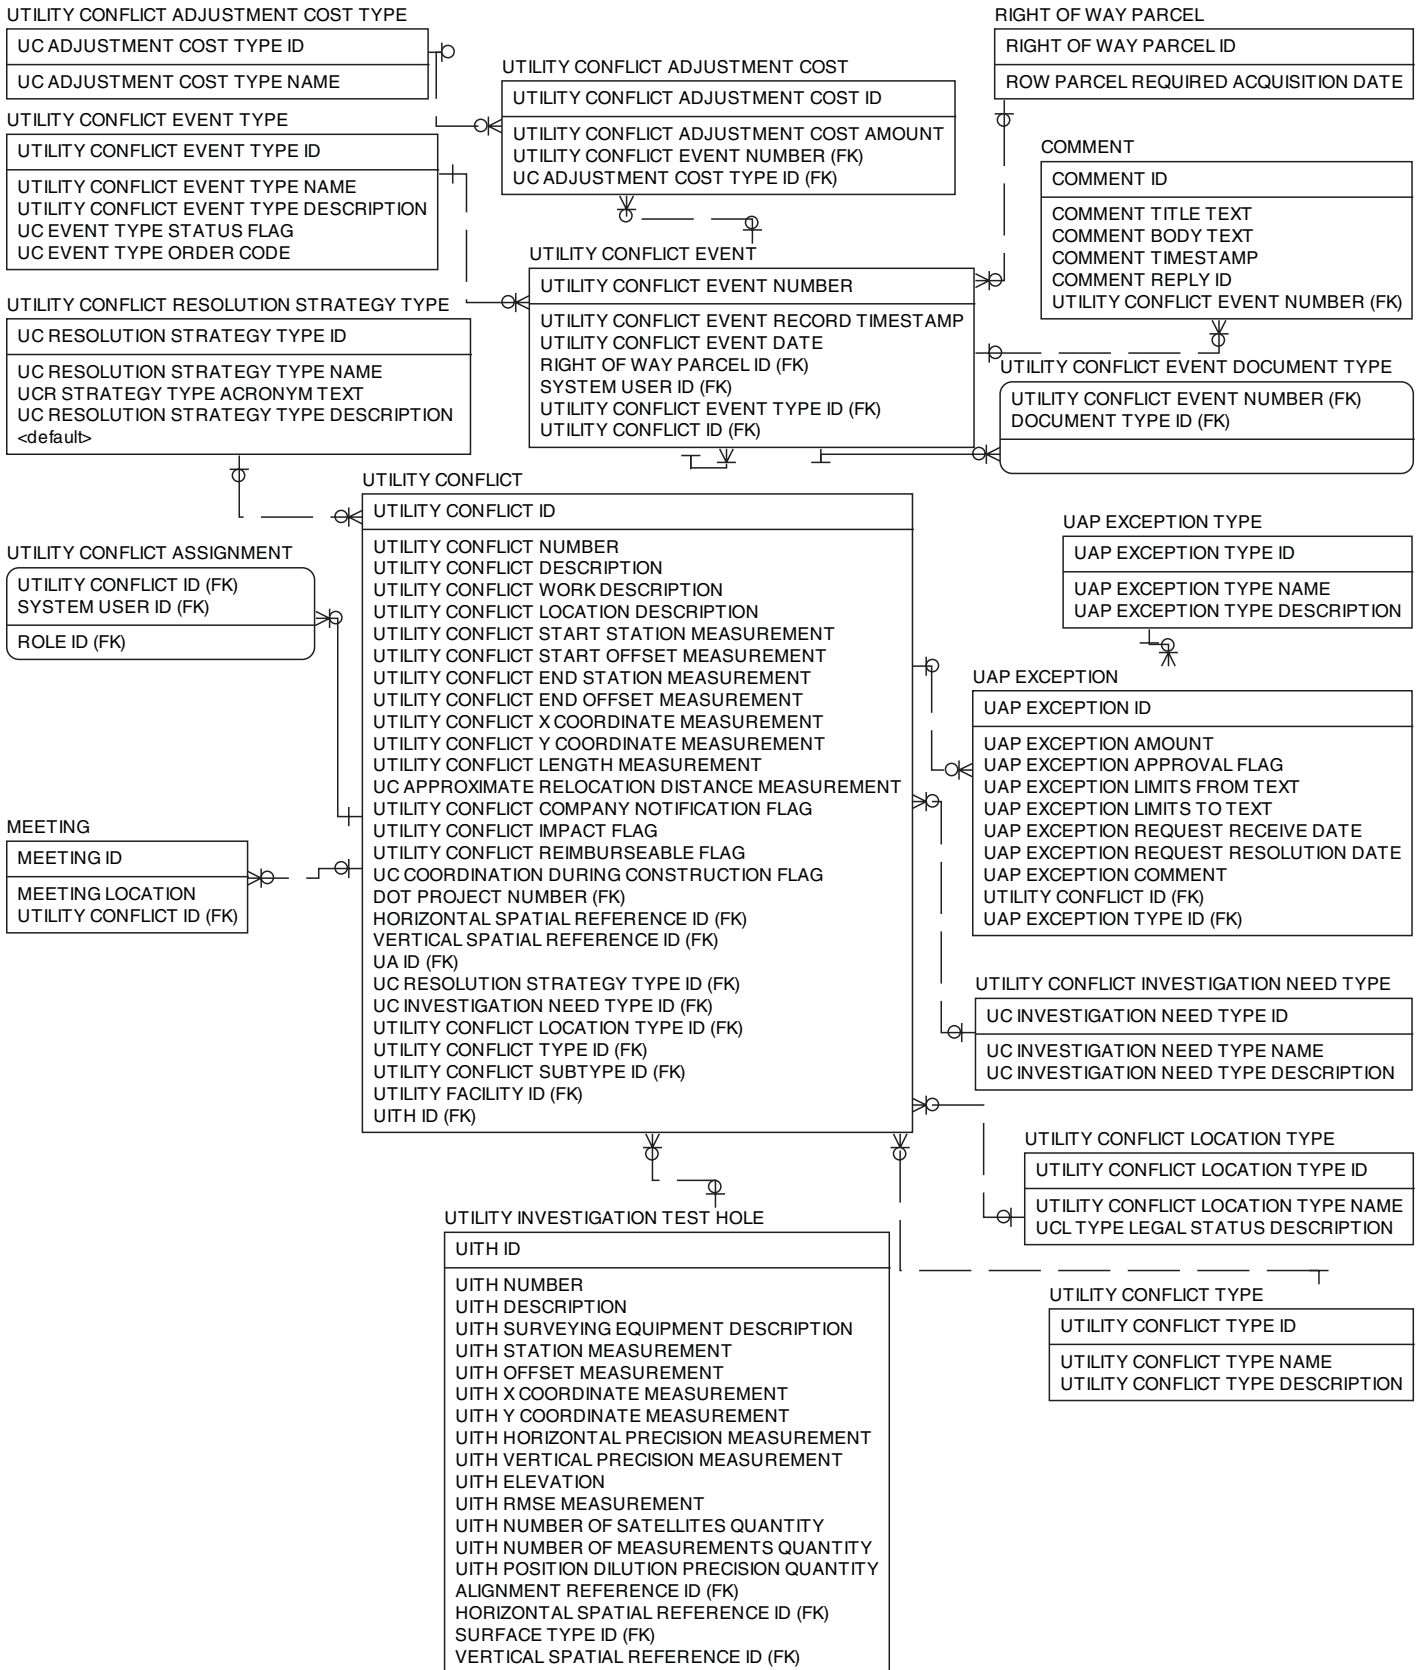 UTILITY CONFLICT ADJUSTMENT COST TYPE
UC ADJUSTMENT COST TYPE ID
UC ADJUSTMENT COST TYPE NAME
UTILITY CONFLICT ADJUSTMENT COST
UTILITY CONFLICT ADJUSTMENT COST ID
UTILITY CONFLICT ADJUSTMENT COST AMOUNT
UTILITY CONFLICT EVENT NUMBER (FK)
UC ADJUSTMENT COST TYPE ID (FK)
RIGHT OF WAY PARCEL
RIGHT OF WAY PARCEL ID
ROW PARCEL REQUIRED ACQUISITION DATE
UTILITY CONFLICT EVENT TYPE
UTILITY CONFLICT EVENT TYPE ID
UTILITY CONFLICT EVENT TYPE NAME
UTILITY CONFLICT EVENT TYPE DESCRIPTION
UC EVENT TYPE STATUS FLAG
UC EVENT TYPE ORDER CODE
COMMENT
COMMENT ID
COMMENT TITLE TEXT
COMMENT BODY TEXT
COMMENT TIMESTAMP
COMMENT REPLY ID
UTILITY CONFLICT EVENT NUMBER (FK)
UTILITY CONFLICT EVENT
UTILITY CONFLICT EVENT NUMBER
UTILITY CONFLICT EVENT RECORD TIMESTAMP
UTILITY CONFLICT EVENT DATE
RIGHT OF WAY PARCEL ID (FK)
SYSTEM USER ID (FK)
UTILITY CONFLICT EVENT TYPE ID (FK)
UTILITY CONFLICT ID (FK)
UTILITY CONFLICT RESOLUTION STRATEGY TYPE
UC RESOLUTION STRATEGY TYPE ID
UC RESOLUTION STRATEGY TYPE NAME
UCR STRATEGY TYPE ACRONYM TEXT
UC RESOLUTION STRATEGY TYPE DESCRIPTION
<default>
UTILITY CONFLICT EVENT DOCUMENT TYPE
UTILITY CONFLICT EVENT NUMBER (FK)
DOCUMENT TYPE ID (FK)
UTILITY CONFLICT
UTILITY CONFLICT ID
UTILITY CONFLICT NUMBER
UTILITY CONFLICT DESCRIPTION
UTILITY CONFLICT WORK DESCRIPTION
UTILITY CONFLICT LOCATION DESCRIPTION
UTILITY CONFLICT START STATION MEASUREMENT
UTILITY CONFLICT START OFFSET MEASUREMENT
UTILITY CONFLICT END STATION MEASUREMENT
UTILITY CONFLICT END OFFSET MEASUREMENT
UTILITY CONFLICT X COORDINATE MEASUREMENT
UTILITY CONFLICT Y COORDINATE MEASUREMENT
UTILITY CONFLICT LENGTH MEASUREMENT
UC APPROXIMATE RELOCATION DISTANCE MEASUREMENT
UTILITY CONFLICT COMPANY NOTIFICATION FLAG
UTILITY CONFLICT IMPACT FLAG
UTILITY CONFLICT REIMBURSEABLE FLAG
UC COORDINATION DURING CONSTRUCTION FLAG
DOT PROJECT NUMBER (FK)
HORIZONTAL SPATIAL REFERENCE ID (FK)
VERTICAL SPATIAL REFERENCE ID (FK)
UA ID (FK)
UC RESOLUTION STRATEGY TYPE ID (FK)
UC INVESTIGATION NEED TYPE ID (FK)
UTILITY CONFLICT LOCATION TYPE ID (FK)
UTILITY CONFLICT TYPE ID (FK)
UTILITY CONFLICT SUBTYPE ID (FK)
UTILITY FACILITY ID (FK)
UITH ID (FK)
UTILITY CONFLICT ASSIGNMENT
UTILITY CONFLICT ID (FK)
SYSTEM USER ID (FK)
ROLE ID (FK)
MEETING
MEETING ID
MEETING LOCATION
UTILITY CONFLICT ID (FK)
UAP EXCEPTION TYPE
UAP EXCEPTION TYPE ID
UAP EXCEPTION TYPE NAME
UAP EXCEPTION TYPE DESCRIPTION
UAP EXCEPTION
UAP EXCEPTION ID
UAP EXCEPTION AMOUNT
UAP EXCEPTION APPROVAL FLAG
UAP EXCEPTION LIMITS FROM TEXT
UAP EXCEPTION LIMITS TO TEXT
UAP EXCEPTION REQUEST RECEIVE DATE
UAP EXCEPTION REQUEST RESOLUTION DATE
UAP EXCEPTION COMMENT
UTILITY CONFLICT ID (FK)
UAP EXCEPTION TYPE ID (FK)
UTILITY CONFLICT INVESTIGATION NEED TYPE
UC INVESTIGATION NEED TYPE ID
UC INVESTIGATION NEED TYPE NAME
UC INVESTIGATION NEED TYPE DESCRIPTION
UTILITY CONFLICT LOCATION TYPE
UTILITY CONFLICT LOCATION TYPE ID
UTILITY CONFLICT LOCATION TYPE NAME
UCL TYPE LEGAL STATUS DESCRIPTION
UTILITY CONFLICT TYPE
UTILITY CONFLICT TYPE ID
UTILITY CONFLICT TYPE NAME
UTILITY CONFLICT TYPE DESCRIPTION
UTILITY INVESTIGATION TEST HOLE
UITH ID
UITH NUMBER
UITH DESCRIPTION
UITH SURVEYING EQUIPMENT DESCRIPTION
UITH STATION MEASUREMENT
UITH OFFSET MEASUREMENT
UITH X COORDINATE MEASUREMENT
UITH Y COORDINATE MEASUREMENT
UITH HORIZONTAL PRECISION MEASUREMENT
UITH VERTICAL PRECISION MEASUREMENT
UITH ELEVATION
UITH RMSE MEASUREMENT
UITH NUMBER OF SATELLITES QUANTITY
UITH NUMBER OF MEASUREMENTS QUANTITY
UITH POSITION DILUTION PRECISION QUANTITY
ALIGNMENT REFERENCE ID (FK)
HORIZONTAL SPATIAL REFERENCE ID (FK)
SURFACE TYPE ID (FK)
VERTICAL SPATIAL REFERENCE ID (FK)